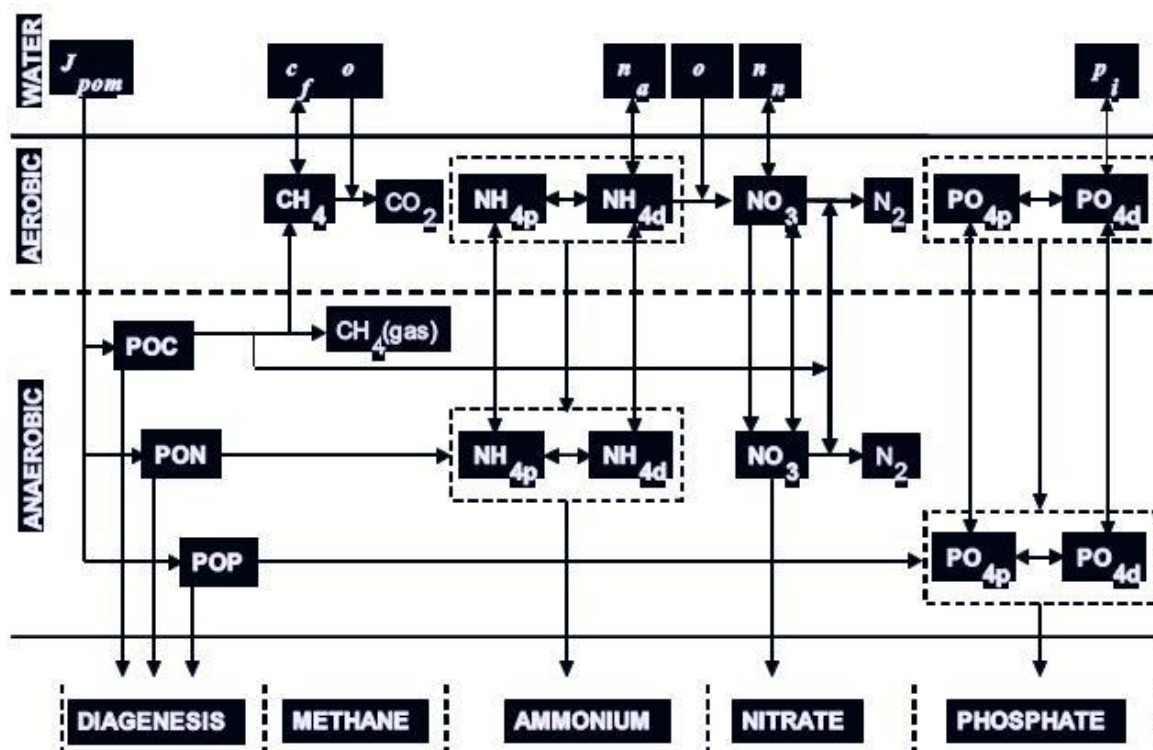 WATER
J pom
c f o
n a
o
n n
p i
AEROBIC
CH 4
CO 2
NH 4p
NH 4d
NO 3
N 2
PO 4p
PO 4d
ANAEROBIC
POC
CH 4 (gas)
PON
NH 4p
NH 4d
NO 3
N 2
POP
PO 4p
PO 4d
DIAGENESIS
METHANE
AMMONIUM
NITRATE
PHOSPHATE